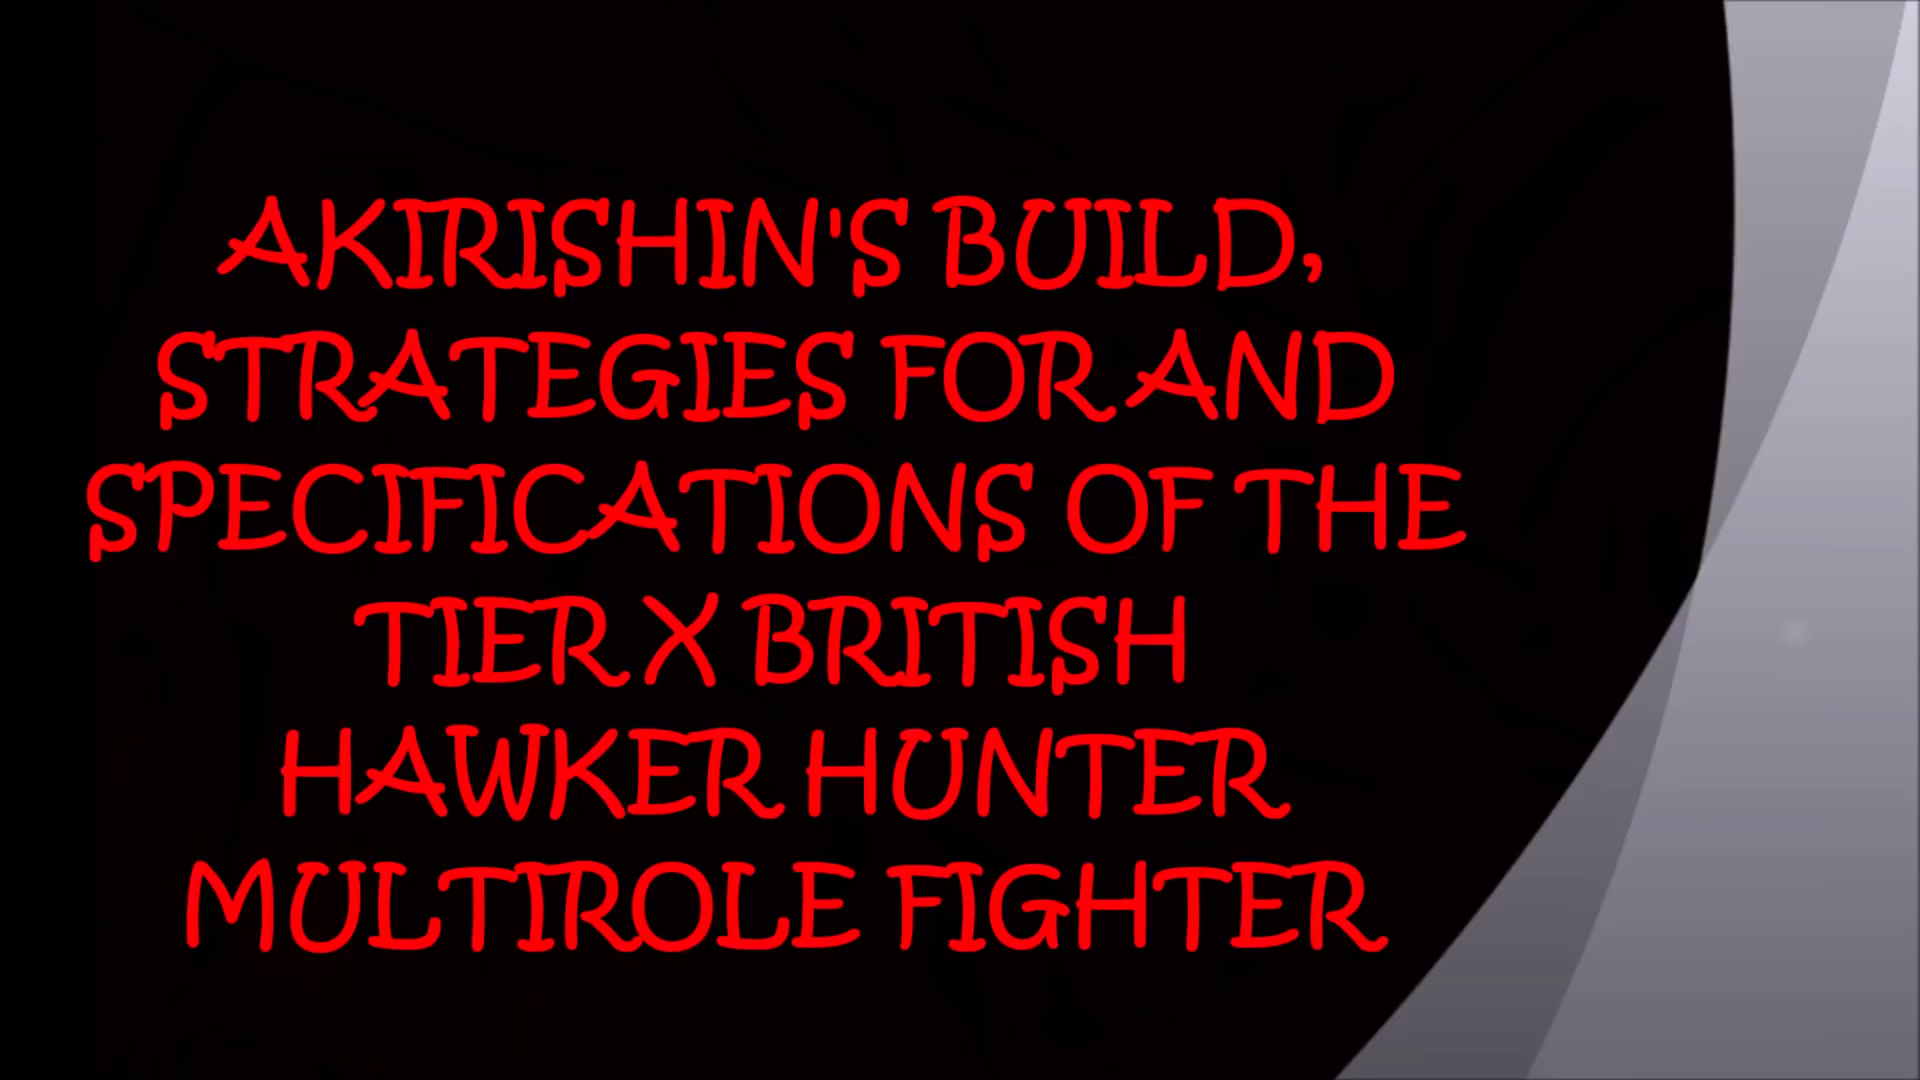 AKIRISHIN'S BUILD,
STRATEGIES FOR AND
SPECIFICATIONS OF THE
TIER X BRITISH
HAWKER HUNTER
MULTIROLE FIGHTER